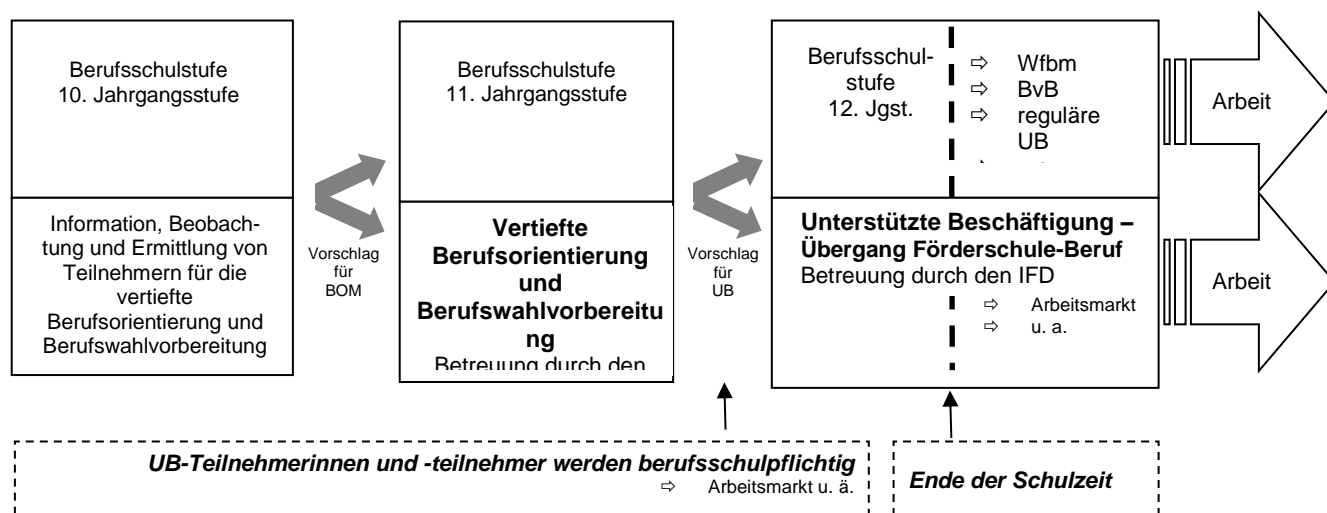 Berufsschulstufe
10. Jahrgangsstufe
Information, Beobach-
tung und Ermittlung von
Teilnehmern für die
vertiefte
Berufsorientierung und
Berufswahlvorbereitung
Vorschlag
für
BOM
Berufsschulstufe
11. Jahrgangsstufe
Vertiefte
Berufsorientierung
und
Berufswahlvorbereitu
ng
Betreuung durch den
Vorschlag
für
UB
Berufsschul-
stufe
12. Jgst.
⇨ Wfbm
⇨ BvB
⇨ reguläre
UB
Unterstützte Beschäftigung –
Übergang Förderschule-Beruf
Betreuung durch den IFD
⇨ Arbeitsmarkt
⇨ u. a.
Arbeit
Arbeit
UB-Teilnehmerinnen und -teilnehmer werden berufsschulpflichtig
⇨ Arbeitsmarkt u. ä.
Ende der Schulzeit